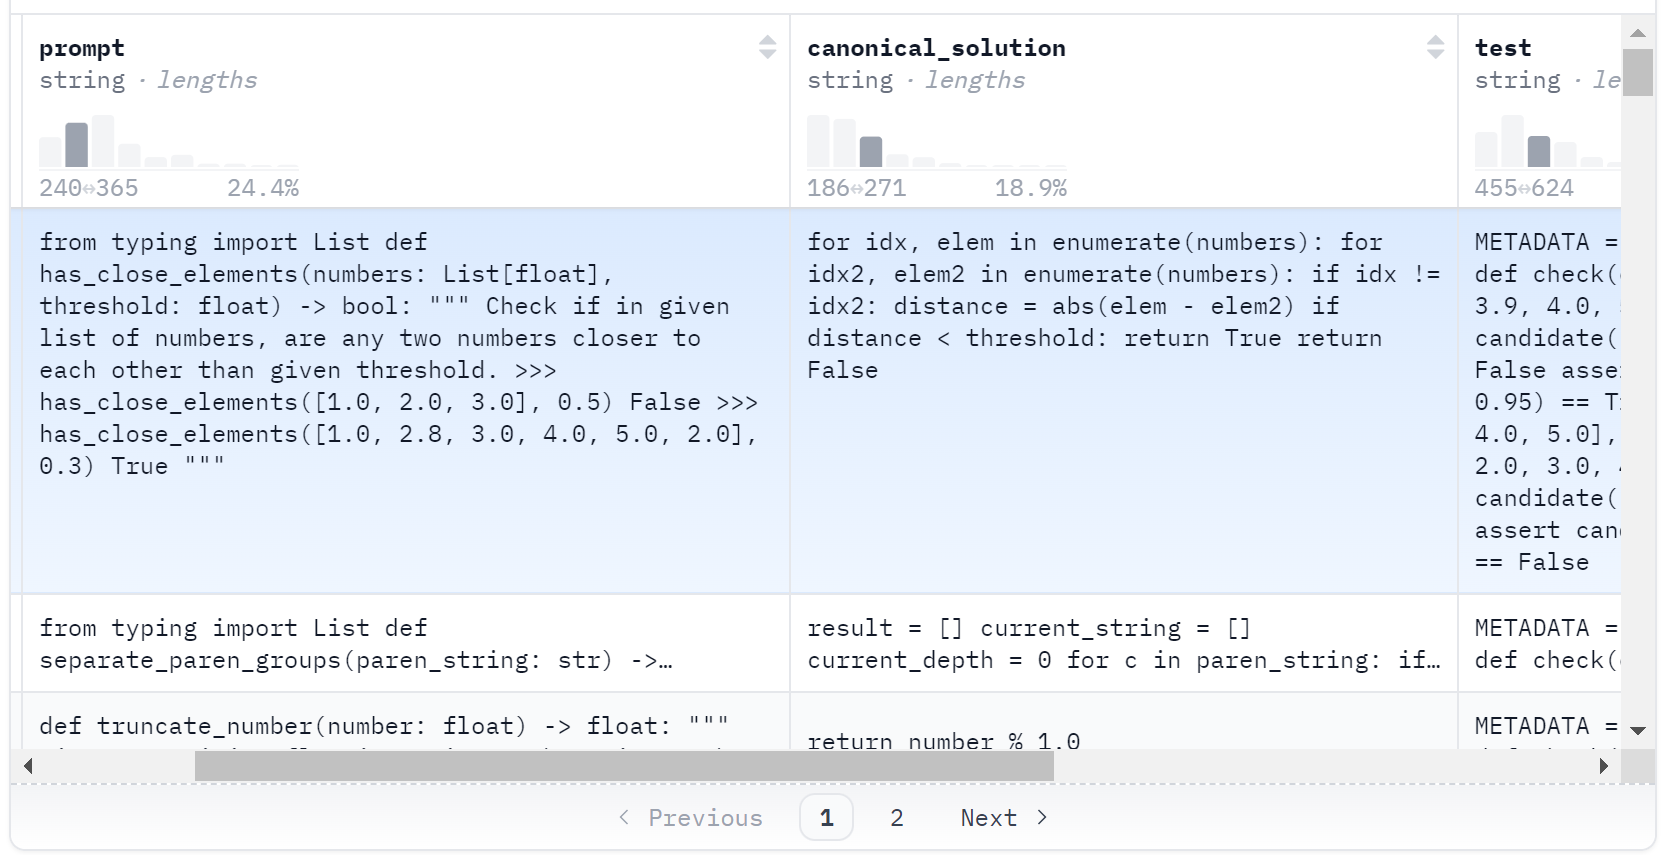 prompt
string · lengths
240↔365 24.4%
canonical_solution
string · lengths
186↔271 18.9%
test
string · le
455↔624
from typing import List def
has_close_elements(numbers: List[float],
threshold: float) -> bool: """ Check if in given
list of numbers, are any two numbers closer to
each other than given threshold. >>>
has_close_elements([1.0, 2.0, 3.0], 0.5) False >>>
has_close_elements([1.0, 2.8, 3.0, 4.0, 5.0, 2.0],
0.3) True """
for idx, elem in enumerate(numbers): for
idx2, elem2 in enumerate(numbers): if idx !=
idx2: distance = abs(elem - elem2) if
distance < threshold: return True return
False
METADATA =
def check(
3.9, 4.0,
candidate(
False asse
0.95) == T
4.0, 5.0],
2.0, 3.0,
candidate(
assert can
== False
from typing import List def
separate_paren_groups(paren_string: str) ->…
result = [] current_string = []
current_depth = 0 for c in paren_string: if…
METADATA =
def check(
def truncate_number(number: float) -> float: """
return number % 1.0
METADATA =
< Previous 1 2 Next >